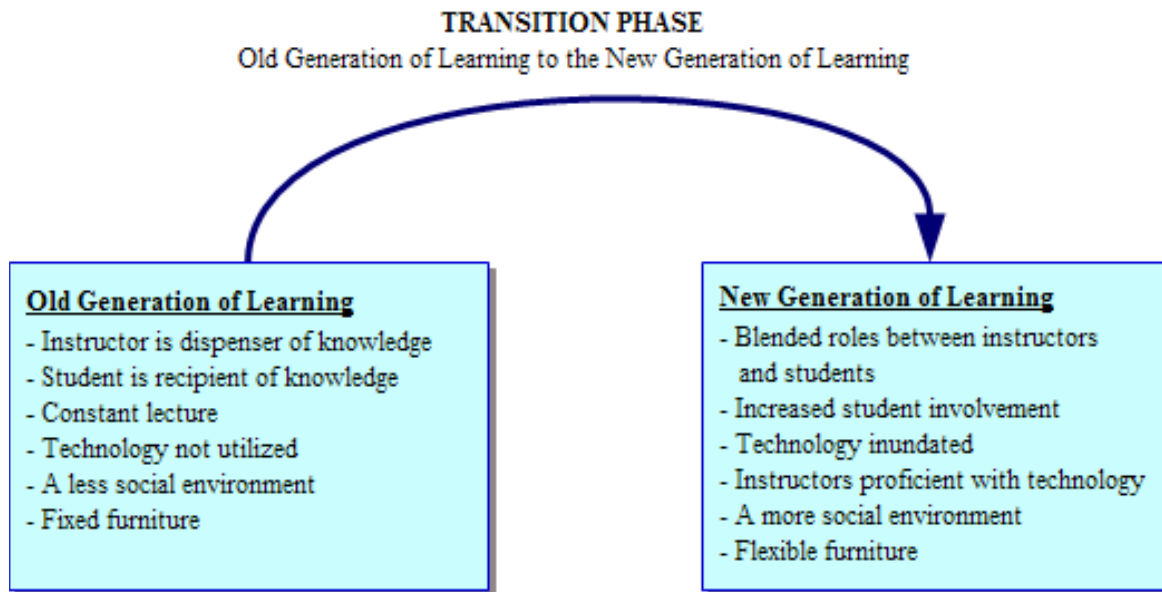 TRANSITION PHASE
Old Generation of Learning to the New Generation of Learning
Old Generation of Learning
- Instructor is dispenser of knowledge
- Student is recipient of knowledge
- Constant lecture
- Technology not utilized
- A less social environment
- Fixed furniture
New Generation of Learning
- Blended roles between instructors
and students
- Increased student involvement
- Technology inundated
- Instructors proficient with technology
- A more social environment
- Flexible furniture